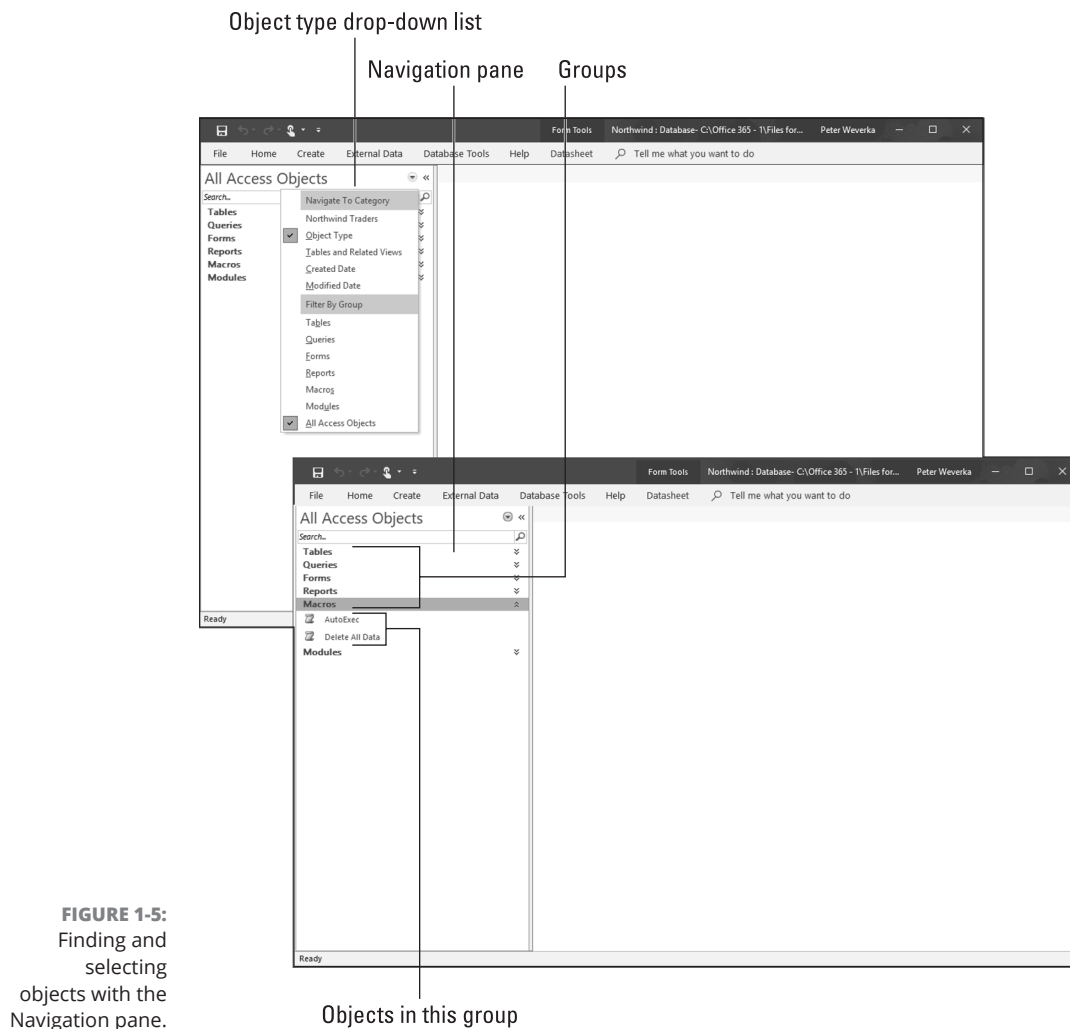 Object type drop-down list
Navigation pane Groups
Form Tools Northwind : Database- C:\Office 365 - 1\Files for... Peter Weverka
File Home Create External Data Database Tools Help Datasheet Tell me what you want to do
All Access Objects
Search...
Tables
Queries
Forms
Reports
Macros
Modules
Navigate To Category
Northwind Traders
Object Type
Tables and Related Views
Created Date
Modified Date
Filter By Group
Tables
Queries
Forms
Reports
Macros
Modules
All Access Objects
Ready
Form Tools Northwind : Database- C:\Office 365 - 1\Files for... Peter Weverka
File Home Create External Data Database Tools Help Datasheet Tell me what you want to do
All Access Objects
Search...
Tables
Queries
Forms
Reports
Macros
AutoExec
Delete All Data
Modules
Ready
Objects in this group
FIGURE 1-5:
Finding and
selecting
objects with the
Navigation pane.